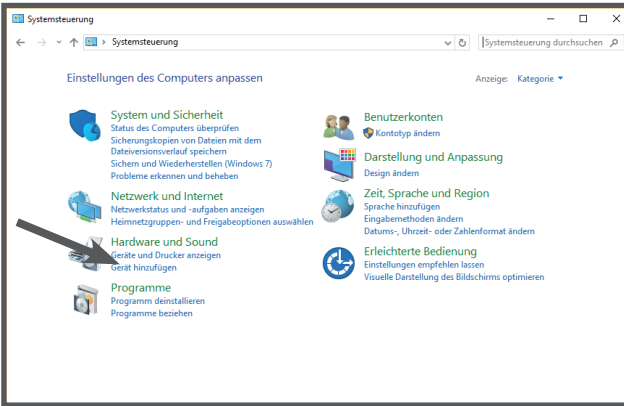 Systemsteuerung
Systemsteuerung
Systemsteuerung durchsuchen
Einstellungen des Computers anpassen
Anzeige: Kategorie
System und Sicherheit
Status des Computers überprüfen
Sicherungskopien von Dateien mit dem
Dateiversionsverlauf speichern
Sichern und Wiederherstellen (Windows 7)
Probleme erkennen und beheben
Netzwerk und Internet
Netzwerkstatus und -aufgaben anzeigen
Heimnetzgruppen- und Freigabeoptionen auswählen
Hardware und Sound
Geräte und Drucker anzeigen
Gerät hinzufügen
Programme
Programm deinstallieren
Programme beziehen
Benutzerkonten
Kontotyp ändern
Darstellung und Anpassung
Design ändern
Zeit, Sprache und Region
Sprache hinzufügen
Eingabemethoden ändern
Datums-, Uhrzeit- oder Zahlenformat ändern
Erleichterte Bedienung
Einstellungen empfehlen lassen
Visuelle Darstellung des Bildschirms optimieren